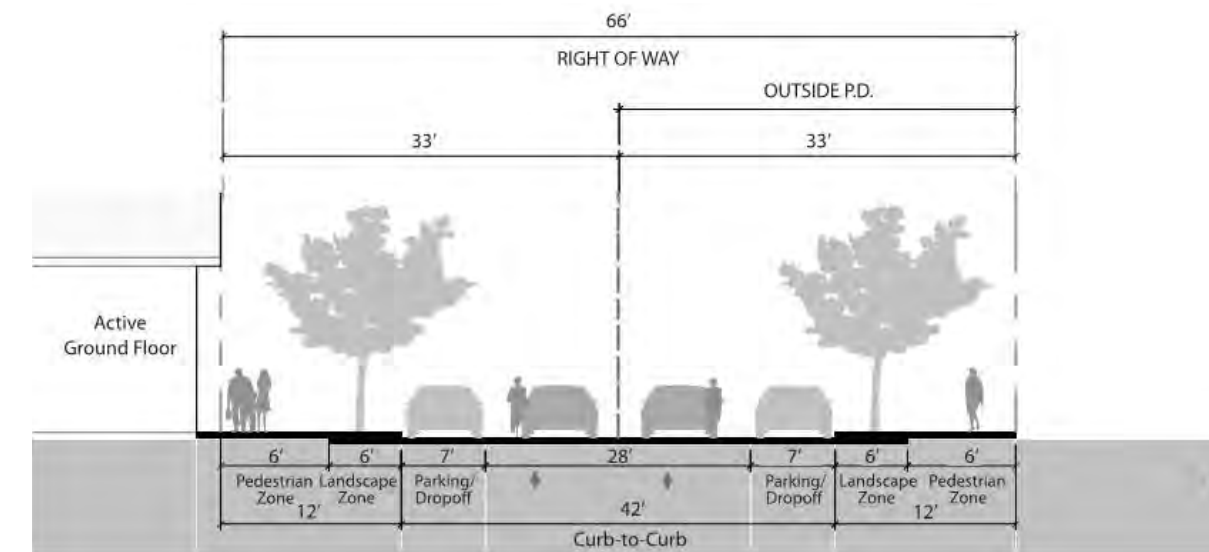 66'
RIGHT OF WAY
OUTSIDE P.D.
33'
33'
Active
Ground Floor
6'
6'
7'
28'
7'
6'
6'
Pedestrian
Zone
Landscape
Zone
Parking/
Dropoff
Parking/
Dropoff
Landscape
Zone
Pedestrian
Zone
12'
42'
12'
Curb-to-Curb